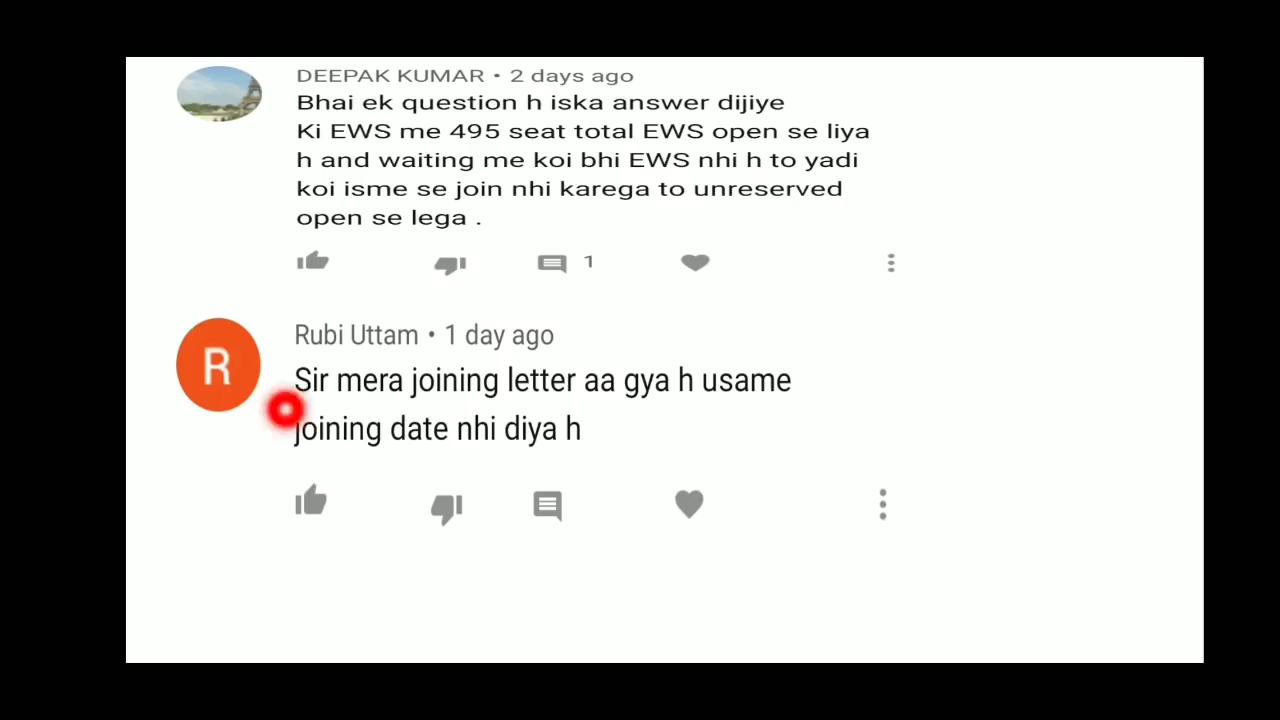 DEEPAK KUMAR • 2 days ago
Bhai ek question h iska answer dijiye
Ki EWS me 495 seat total EWS open se liya
h and waiting me koi bhi EWS nhi h to yadi
koi isme se join nhi karega to unreserved
open se lega .
1
R
Rubi Uttam • 1 day ago
Sir mera joining letter aa gya h usame
joining date nhi diya h